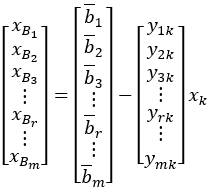 [x_{B_1} x_{B_2} x_{B_3} ⋮ x_{B_r} ⋮ x_{B_m}] = [b̅_1 b̅_2 b̅_3 ⋮ b̅_r ⋮ b̅_m] − [y_{1k} y_{2k} y_{3k} ⋮ y_{rk} ⋮ y_{mk}] x_k